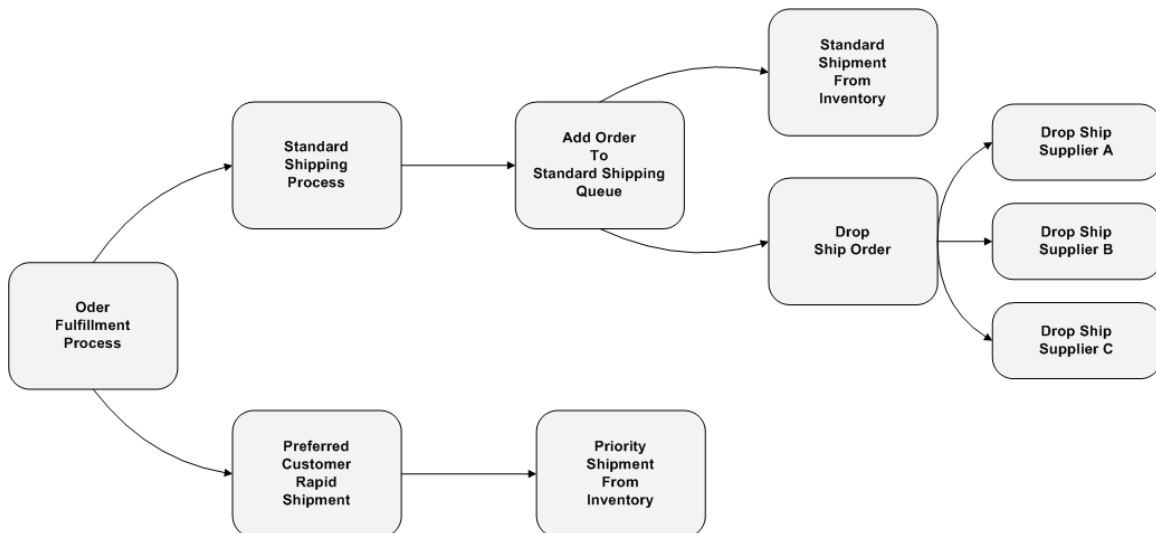 Oder
Fulfillment
Process
Standard
Shipping
Process
Add Order
To
Standard Shipping
Queue
Standard
Shipment
From
Inventory
Drop
Ship Order
Drop Ship
Supplier A
Drop Ship
Supplier B
Drop Ship
Supplier C
Preferred
Customer
Rapid
Shipment
Priority
Shipment
From
Inventory